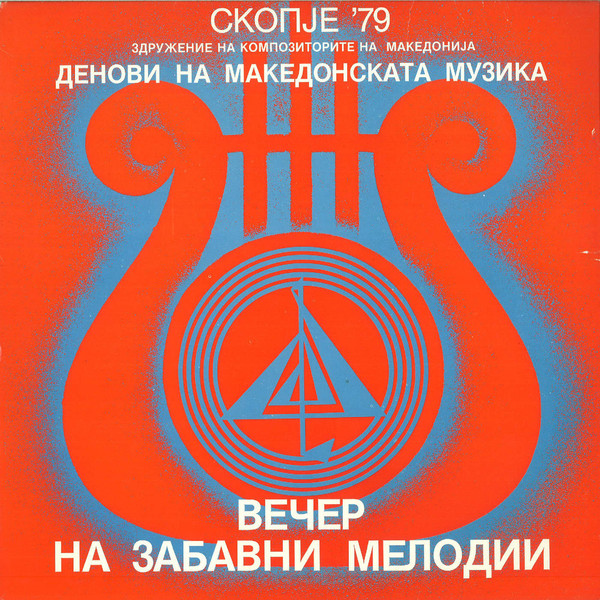 СКОПЈЕ '79
ЗДРУЖЕНИЕ НА КОМПОЗИТОРИТЕ НА МАКЕДОНИЈА
ДЕНОВИ НА МАКЕДОНСКАТА МУЗИКА
ВЕЧЕР
НА ЗАБАВНИ МЕЛОДИИ